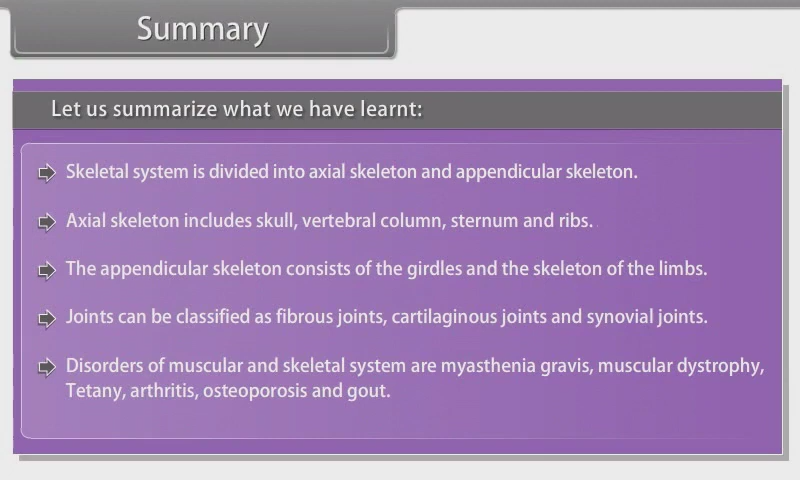 Summary
Let us summarize what we have learnt:
Skeletal system is divided into axial skeleton and appendicular skeleton.
Axial skeleton includes skull, vertebral column, sternum and ribs.
The appendicular skeleton consists of the girdles and the skeleton of the limbs.
Joints can be classified as fibrous joints, cartilaginous joints and synovial joints.
Disorders of muscular and skeletal system are myasthenia gravis, muscular dystrophy,
Tetany, arthritis, osteoporosis and gout.